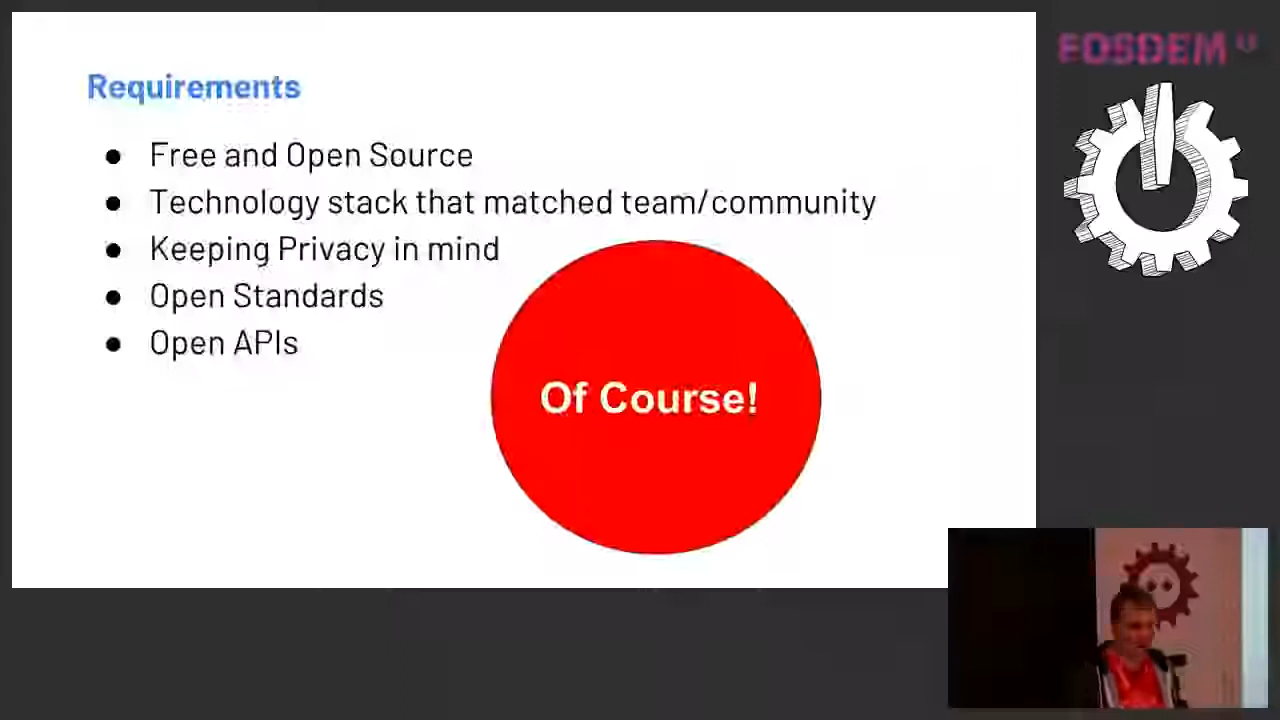 Requirements
● Free and Open Source
● Technology stack that matched team/community
● Keeping Privacy in mind
● Open Standards
● Open APIs
Of Course!
FOSDEM